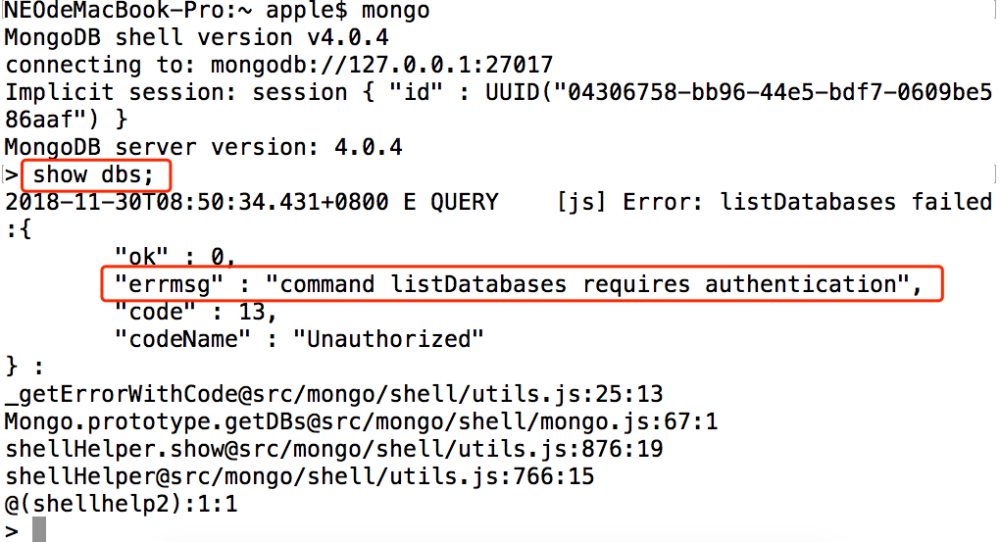 NEOdeMacBook-Pro:~ apple$ mongo
MongoDB shell version v4.0.4
connecting to: mongodb://127.0.0.1:27017
Implicit session: session { "id" : UUID("04306758-bb96-44e5-bdf7-0609be5
86aaf") }
MongoDB server version: 4.0.4
> show dbs;
2018-11-30T08:50:34.431+0800 E QUERY    [js] Error: listDatabases failed
:{
        "ok" : 0,
        "errmsg" : "command listDatabases requires authentication",
        "code" : 13,
        "codeName" : "Unauthorized"
} :
_getErrorWithCode@src/mongo/shell/utils.js:25:13
Mongo.prototype.getDBs@src/mongo/shell/mongo.js:67:1
shellHelper.show@src/mongo/shell/utils.js:876:19
shellHelper@src/mongo/shell/utils.js:766:15
@(shellhelp2):1:1
>